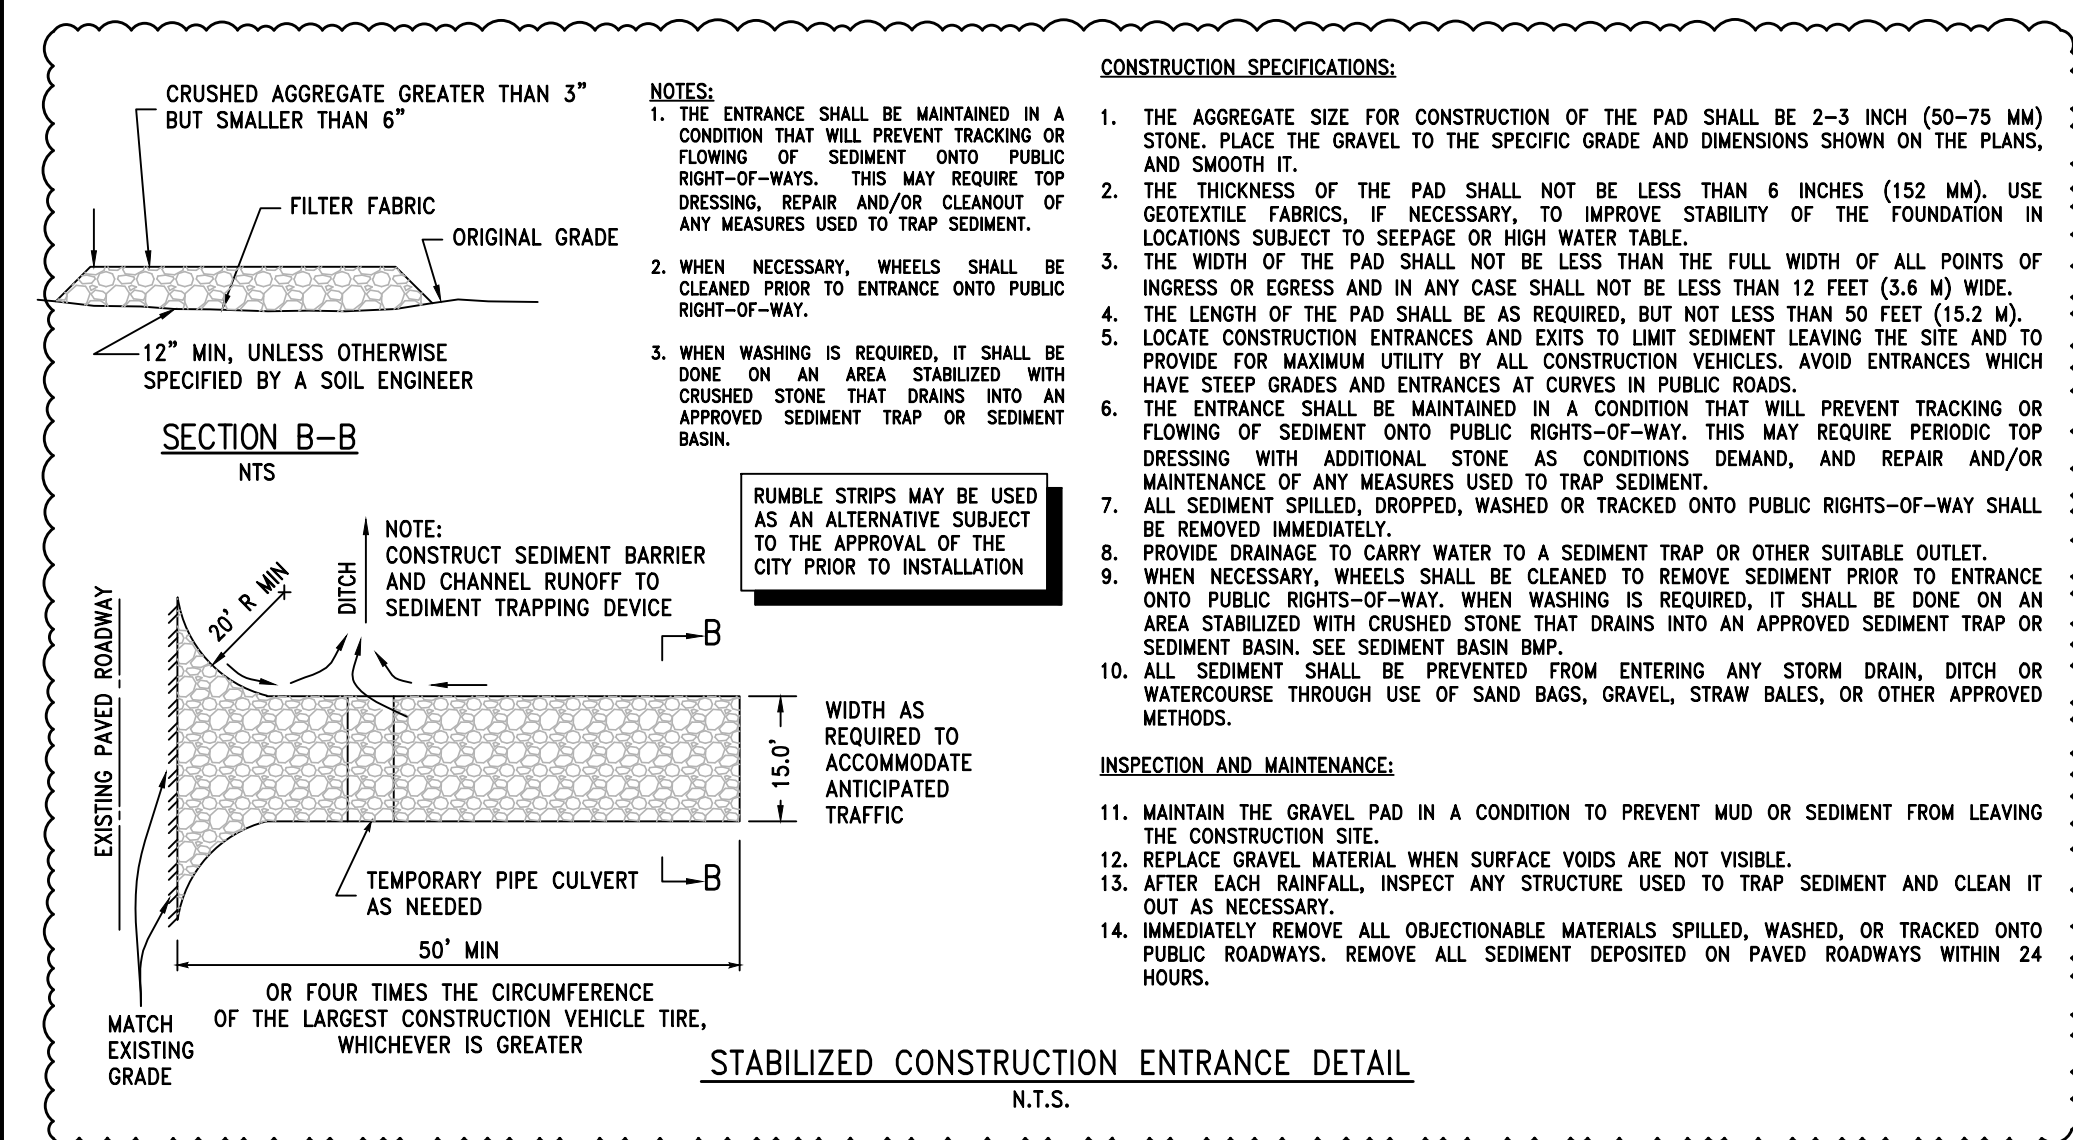 CRUSHED AGGREGATE GREATER THAN 3"
BUT SMALLER THAN 6"
FILTER FABRIC
ORIGINAL GRADE
12" MIN, UNLESS OTHERWISE
SPECIFIED BY A SOIL ENGINEER
SECTION B-B
NTS
NOTES:
1. THE ENTRANCE SHALL BE MAINTAINED IN A
CONDITION THAT WILL PREVENT TRACKING OR
FLOWING OF SEDIMENT ONTO PUBLIC
RIGHT-OF-WAYS. THIS MAY REQUIRE TOP
DRESSING, REPAIR AND/OR CLEANOUT OF
ANY MEASURES USED TO TRAP SEDIMENT.
2. WHEN NECESSARY, WHEELS SHALL BE
CLEANED PRIOR TO ENTRANCE ONTO PUBLIC
RIGHT-OF-WAY.
3. WHEN WASHING IS REQUIRED, IT SHALL BE
DONE ON AN AREA STABILIZED WITH
CRUSHED STONE THAT DRAINS INTO AN
APPROVED SEDIMENT TRAP OR SEDIMENT
BASIN.
RUMBLE STRIPS MAY BE USED
AS AN ALTERNATIVE SUBJECT
TO THE APPROVAL OF THE
CITY PRIOR TO INSTALLATION
NOTE:
CONSTRUCT SEDIMENT BARRIER
AND CHANNEL RUNOFF TO
SEDIMENT TRAPPING DEVICE
DITCH
20' R MIN
EXISTING PAVED ROADWAY
B
15.0'
WIDTH AS
REQUIRED TO
ACCOMMODATE
ANTICIPATED
TRAFFIC
B
TEMPORARY PIPE CULVERT
AS NEEDED
50' MIN
OR FOUR TIMES THE CIRCUMFERENCE
OF THE LARGEST CONSTRUCTION VEHICLE TIRE,
WHICHEVER IS GREATER
MATCH
EXISTING
GRADE
CONSTRUCTION SPECIFICATIONS:
1. THE AGGREGATE SIZE FOR CONSTRUCTION OF THE PAD SHALL BE 2-3 INCH (50-75 MM)
STONE. PLACE THE GRAVEL TO THE SPECIFIC GRADE AND DIMENSIONS SHOWN ON THE PLANS,
AND SMOOTH IT.
2. THE THICKNESS OF THE PAD SHALL NOT BE LESS THAN 6 INCHES (152 MM). USE
GEOTEXTILE FABRICS, IF NECESSARY, TO IMPROVE STABILITY OF THE FOUNDATION IN
LOCATIONS SUBJECT TO SEEPAGE OR HIGH WATER TABLE.
3. THE WIDTH OF THE PAD SHALL NOT BE LESS THAN THE FULL WIDTH OF ALL POINTS OF
INGRESS OR EGRESS AND IN ANY CASE SHALL NOT BE LESS THAN 12 FEET (3.6 M) WIDE.
4. THE LENGTH OF THE PAD SHALL BE AS REQUIRED, BUT NOT LESS THAN 50 FEET (15.2 M).
5. LOCATE CONSTRUCTION ENTRANCES AND EXITS TO LIMIT SEDIMENT LEAVING THE SITE AND TO
PROVIDE FOR MAXIMUM UTILITY BY ALL CONSTRUCTION VEHICLES. AVOID ENTRANCES WHICH
HAVE STEEP GRADES AND ENTRANCES AT CURVES IN PUBLIC ROADS.
6. THE ENTRANCE SHALL BE MAINTAINED IN A CONDITION THAT WILL PREVENT TRACKING OR
FLOWING OF SEDIMENT ONTO PUBLIC RIGHTS-OF-WAY. THIS MAY REQUIRE PERIODIC TOP
DRESSING WITH ADDITIONAL STONE AS CONDITIONS DEMAND, AND REPAIR AND/OR
MAINTENANCE OF ANY MEASURES USED TO TRAP SEDIMENT.
7. ALL SEDIMENT SPILLED, DROPPED, WASHED OR TRACKED ONTO PUBLIC RIGHTS-OF-WAY SHALL
BE REMOVED IMMEDIATELY.
8. PROVIDE DRAINAGE TO CARRY WATER TO A SEDIMENT TRAP OR OTHER SUITABLE OUTLET.
9. WHEN NECESSARY, WHEELS SHALL BE CLEANED TO REMOVE SEDIMENT PRIOR TO ENTRANCE
ONTO PUBLIC RIGHTS-OF-WAY. WHEN WASHING IS REQUIRED, IT SHALL BE DONE ON AN
AREA STABILIZED WITH CRUSHED STONE THAT DRAINS INTO AN APPROVED SEDIMENT TRAP OR
SEDIMENT BASIN. SEE SEDIMENT BASIN BMP.
10. ALL SEDIMENT SHALL BE PREVENTED FROM ENTERING ANY STORM DRAIN, DITCH OR
WATERCOURSE THROUGH USE OF SAND BAGS, GRAVEL, STRAW BALES, OR OTHER APPROVED
METHODS.
INSPECTION AND MAINTENANCE:
11. MAINTAIN THE GRAVEL PAD IN A CONDITION TO PREVENT MUD OR SEDIMENT FROM LEAVING
THE CONSTRUCTION SITE.
12. REPLACE GRAVEL MATERIAL WHEN SURFACE VOIDS ARE NOT VISIBLE.
13. AFTER EACH RAINFALL, INSPECT ANY STRUCTURE USED TO TRAP SEDIMENT AND CLEAN IT
OUT AS NECESSARY.
14. IMMEDIATELY REMOVE ALL OBJECTIONABLE MATERIALS SPILLED, WASHED, OR TRACKED ONTO
PUBLIC ROADWAYS. REMOVE ALL SEDIMENT DEPOSITED ON PAVED ROADWAYS WITHIN 24
HOURS.
STABILIZED CONSTRUCTION ENTRANCE DETAIL
N.T.S.